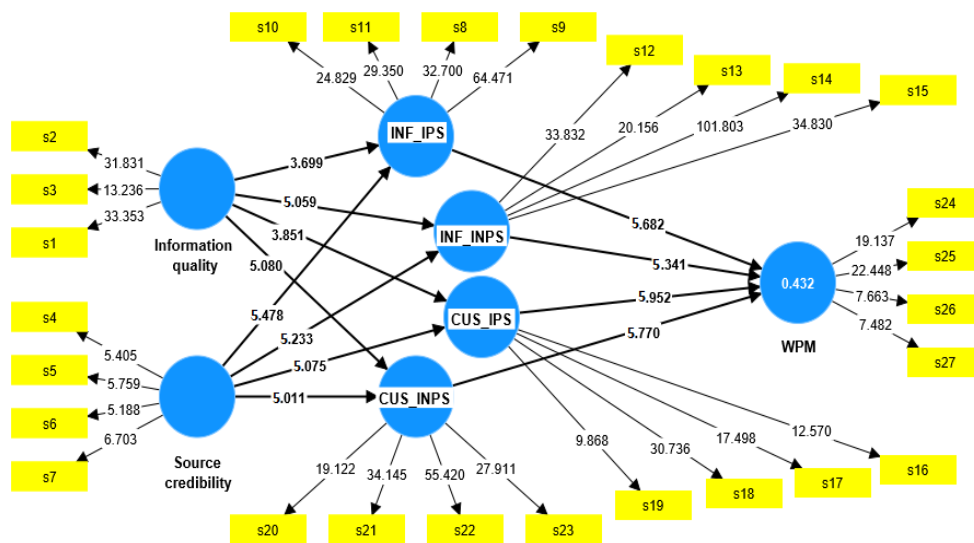 s10
s11
s8
s9
s12
s13
s14
s15
24.829
29.350
32.700
64.471
s2
s3
s1
31.831
13.236
33.353
Information
quality
INF_IPS
3.699
5.059
3.851
5.080
33.832
20.156
101.803
34.830
INF_INPS
5.682
5.341
5.952
5.770
CUS_IPS
s4
s5
s6
s7
5.405
5.759
5.188
6.703
Source
credibility
5.478
5.233
5.075
5.011
CUS_INPS
0.432
WPM
s24
s25
s26
s27
19.137
22.448
7.663
7.482
19.122
34.145
55.420
27.911
s20
s21
s22
s23
9.868
30.736
17.498
12.570
s19
s18
s17
s16